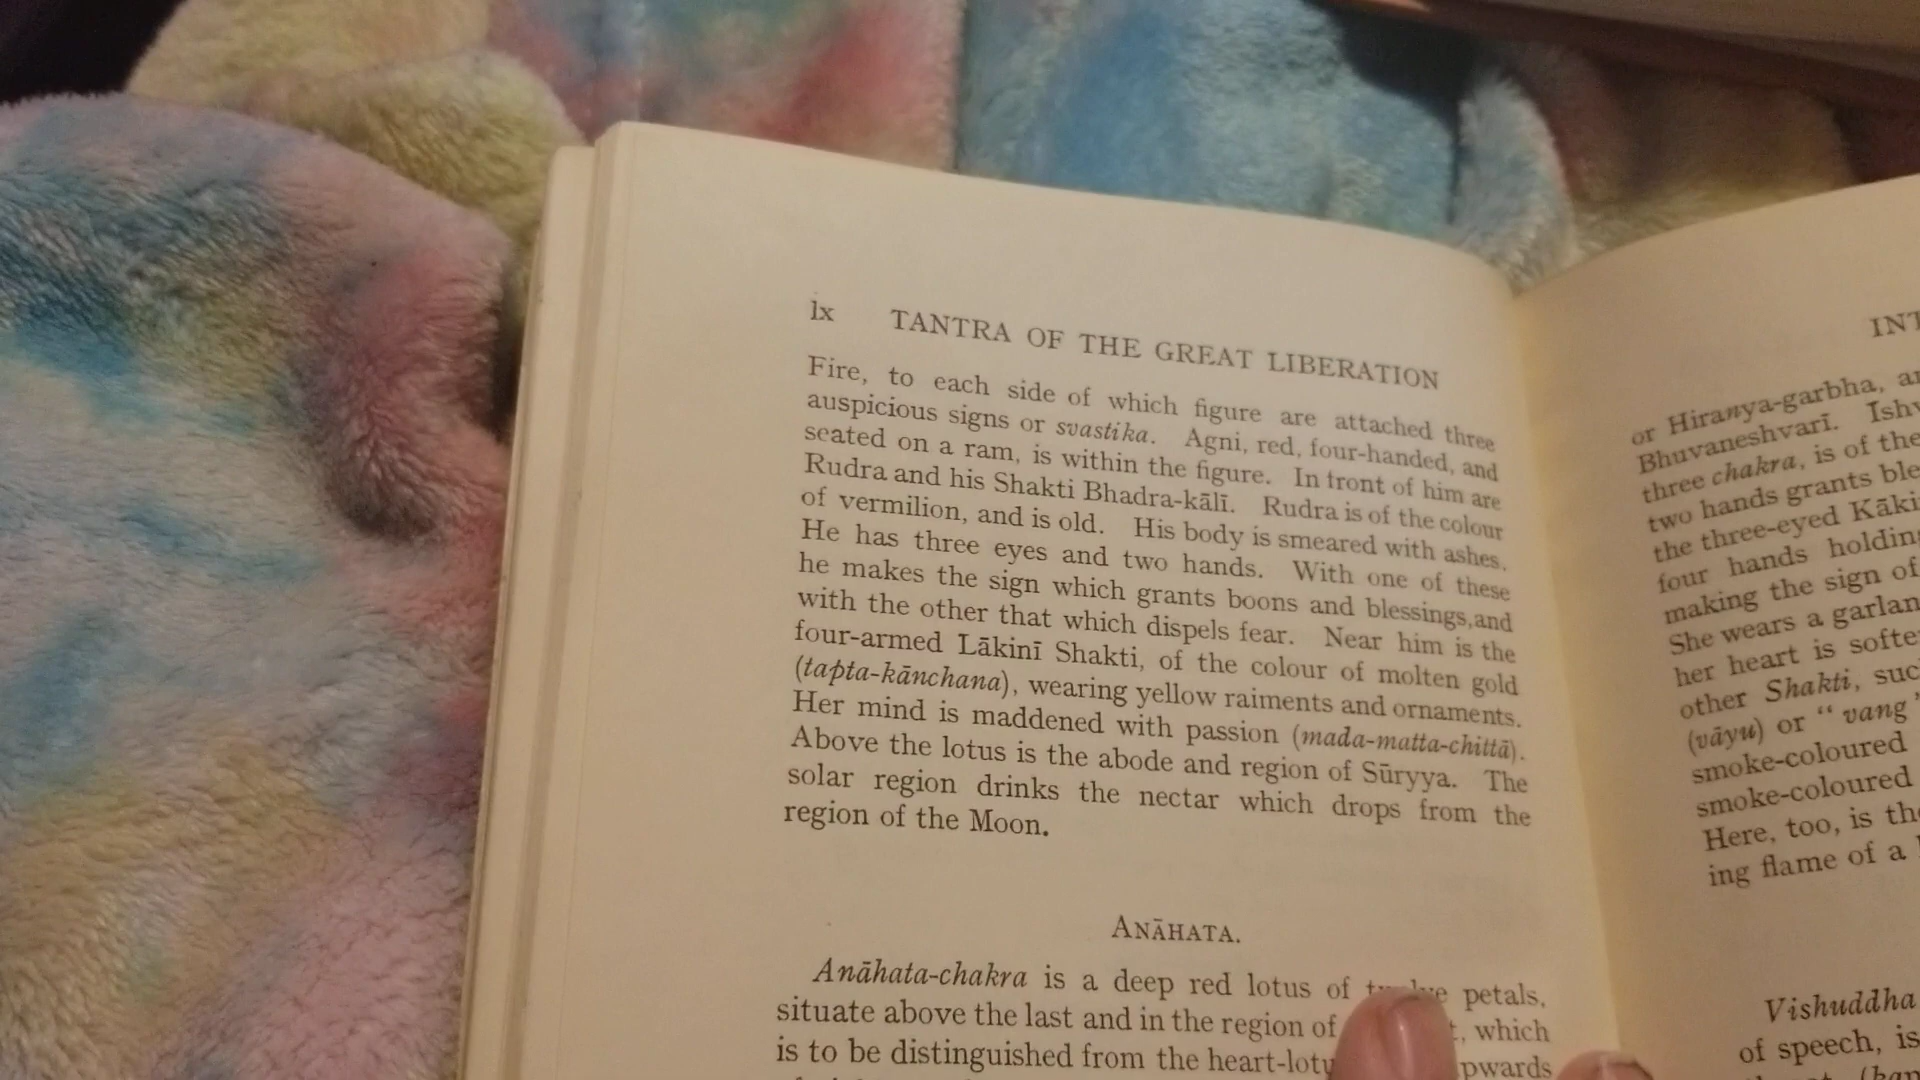 lx TANTRA OF THE GREAT LIBERATION
Fire, to each side of which figure are attached three
auspicious signs or svastika. Agni, red, four-handed, and
seated on a ram, is within the figure. In front of him are
Rudra and his Shakti Bhadra-kālī. Rudra is of the colour
of vermilion, and is old. His body is smeared with ashes.
He has three eyes and two hands. With one of these
he makes the sign which grants boons and blessings,and
with the other that which dispels fear. Near him is the
four-armed Lākinī Shakti, of the colour of molten gold
(tapta-kānchana), wearing yellow raiments and ornaments.
Her mind is maddened with passion (mada-matta-chittā).
Above the lotus is the abode and region of Sūryya. The
solar region drinks the nectar which drops from the
region of the Moon.
ANĀHATA.
Anāhata-chakra is a deep red lotus of petals,
situate above the last and in the region of which
is to be distinguished from the
or Hiranya-garbha,
Bhuvaneshvarī.
three chakra, is of the
two hands grants
the three-eyed
four hands
making the sign of
She wears a
her heart is
other Shakti,
(vāyu) or “ vang
smoke-coloured
smoke-coloured
Here, too, is
ing flame of a
Vishuddha
of speech,